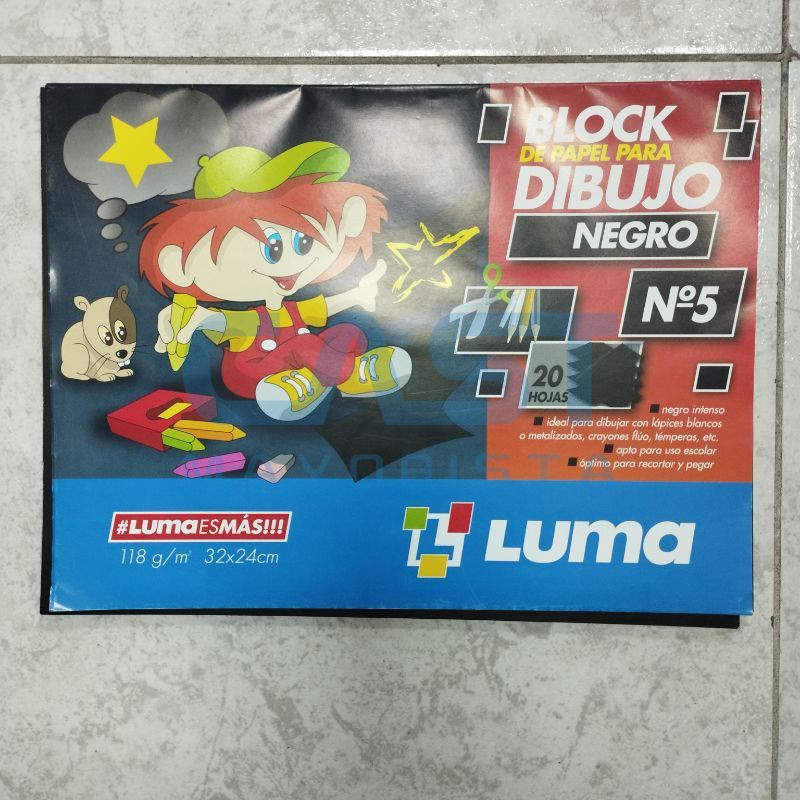 BLOCK
DE PAPEL PARA
DIBUJO
NEGRO
Nº5
20
HOJAS
negro intenso
ideal para dibujar con lápices blancos
o metalizados, crayones flúo, témperas, etc.
apto para uso escolar
óptimo para recortar y pegar
MAYORISTA
#LUMAESMÁS!!!
118 g/m² 32x24cm
LUMA